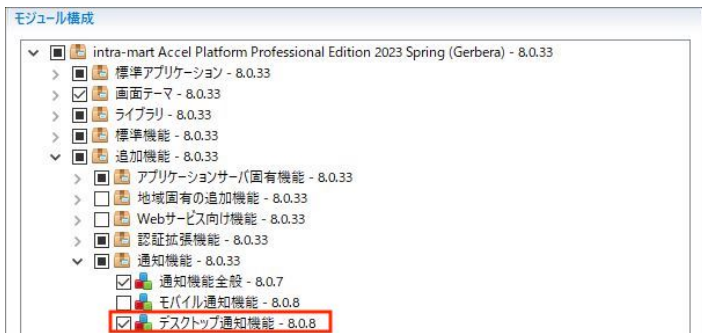 モジュール構成
intra-mart Accel Platform Professional Edition 2023 Spring (Gerbera) - 8.0.33
標準アプリケーション - 8.0.33
画面テーマ - 8.0.33
ライブラリ - 8.0.33
標準機能 - 8.0.33
追加機能 - 8.0.33
アプリケーションサーバ固有機能 - 8.0.33
地域固有の追加機能 - 8.0.33
Webサービス向け機能 - 8.0.33
認証拡張機能 - 8.0.33
通知機能 - 8.0.33
通知機能全般 - 8.0.7
モバイル通知機能 - 8.0.8
デスクトップ通知機能 - 8.0.8